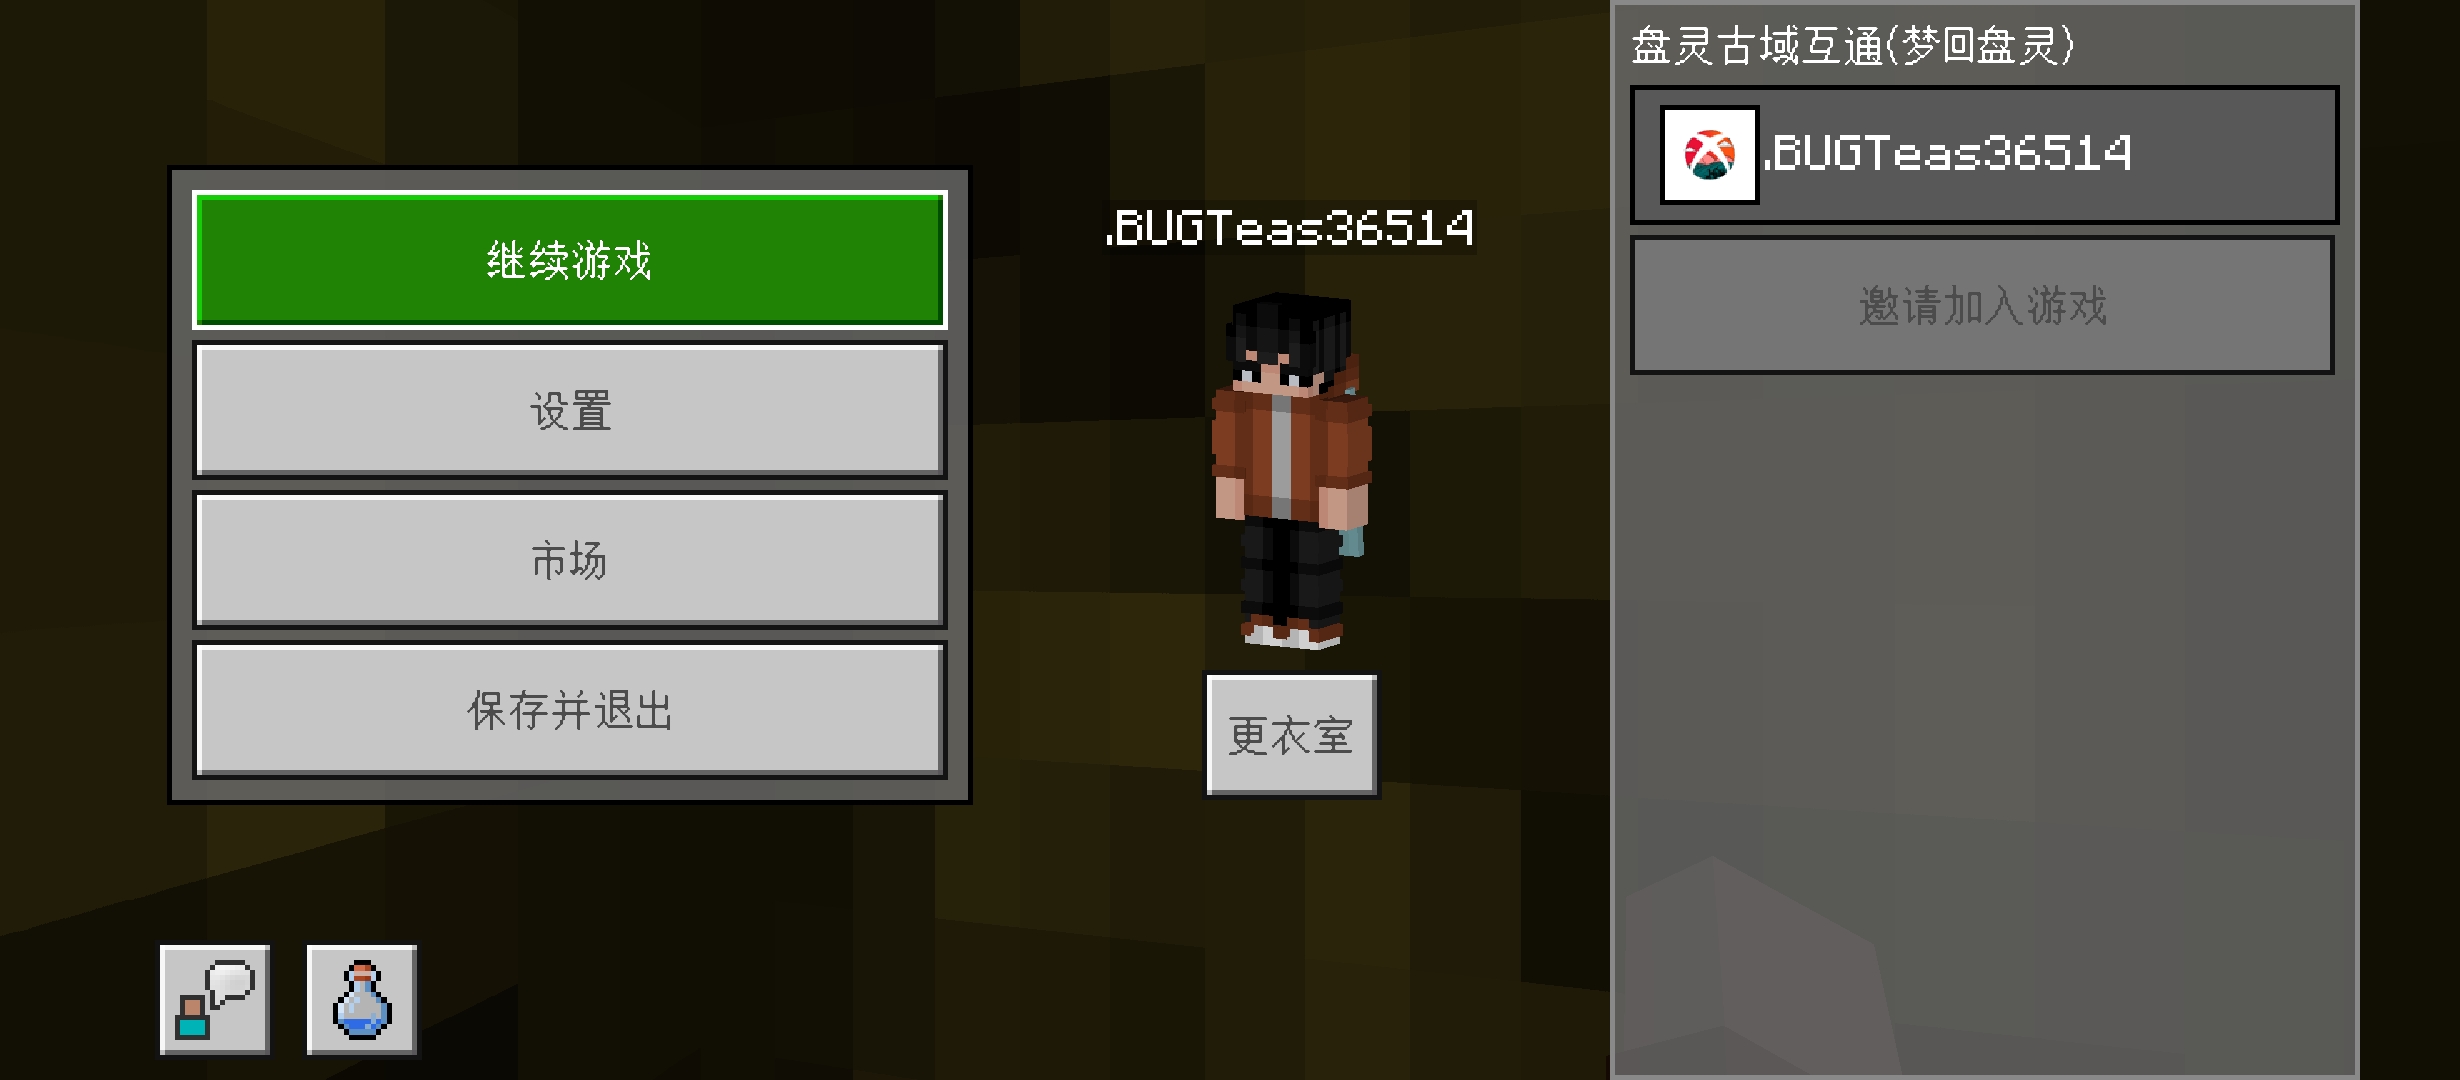 继续游戏
设置
市场
保存并退出
.BUGTeas36514
更衣室
盘灵古域互通(梦回盘灵)
.BUGTeas36514
邀请加入游戏